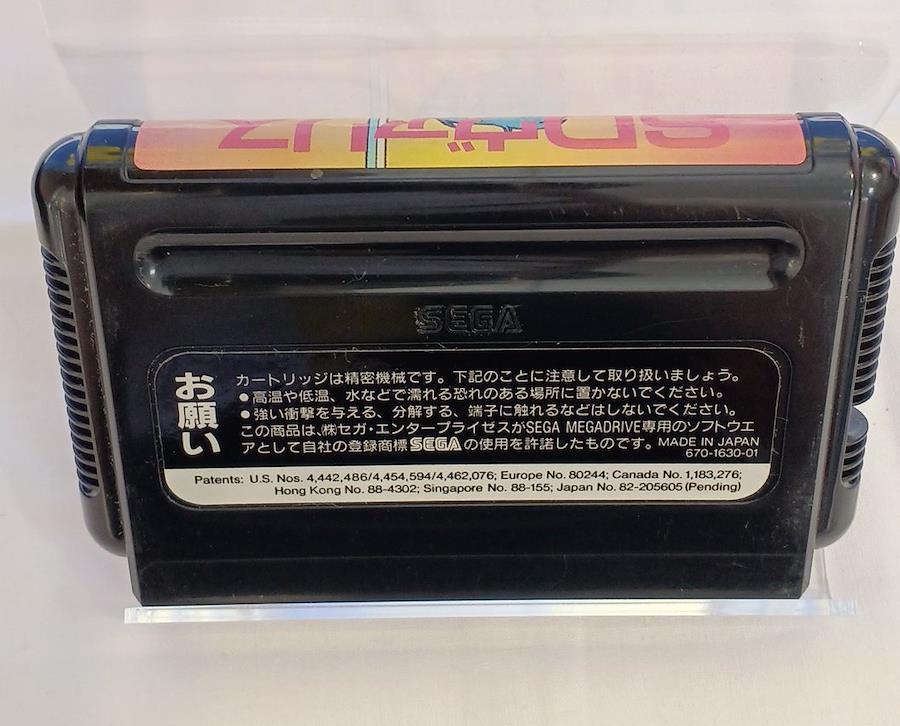 SDヴァリス
SEGA
お願い
カートリッジは精密機械です。下記のことに注意して取り扱いましょう。
●高温や低温、水などで濡れる恐れのある場所に置かないでください。
●強い衝撃を与える、分解する、端子に触れるなどはしないでください。
この商品は、㈱セガ・エンタープライゼスがSEGA MEGADRIVE専用のソフトウエ
アとして自社の登録商標SEGAの使用を許諾したものです。 MADE IN JAPAN
670-1630-01
Patents: U.S. Nos. 4,442,486/4,454,594/4,462,076; Europe No. 80244; Canada No. 1,183,276;
Hong Kong No. 88-4302; Singapore No. 88-155; Japan No. 82-205605 (Pending)